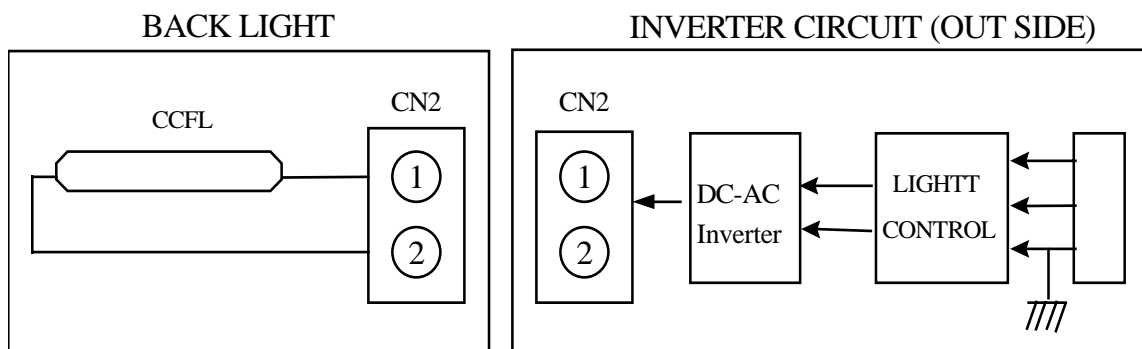 BACK LIGHT
CN2
CCFL
1
2
INVERTER CIRCUIT (OUT SIDE)
CN2
1
2
DC-AC
Inverter
LIGHTT
CONTROL